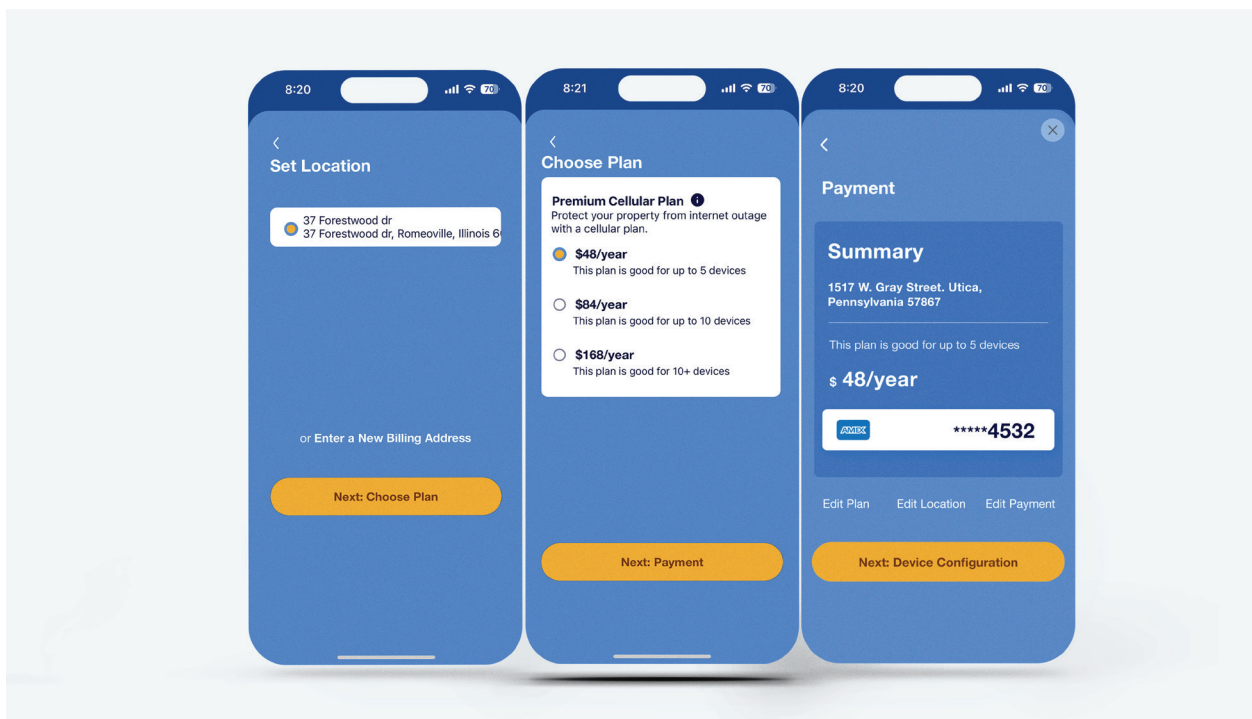 8:20
70
Set Location
37 Forestwood dr
37 Forestwood dr, Romeoville, Illinois 6
or Enter a New Billing Address
Next: Choose Plan
8:21
70
Choose Plan
Premium Cellular Plan i
Protect your property from internet outage
with a cellular plan.
$48/year
This plan is good for up to 5 devices
$84/year
This plan is good for up to 10 devices
$168/year
This plan is good for 10+ devices
Next: Payment
8:20
70
Payment
Summary
1517 W. Gray Street. Utica,
Pennsylvania 57867
This plan is good for up to 5 devices
$ 48/year
AMEX *****4532
Edit Plan Edit Location Edit Payment
Next: Device Configuration